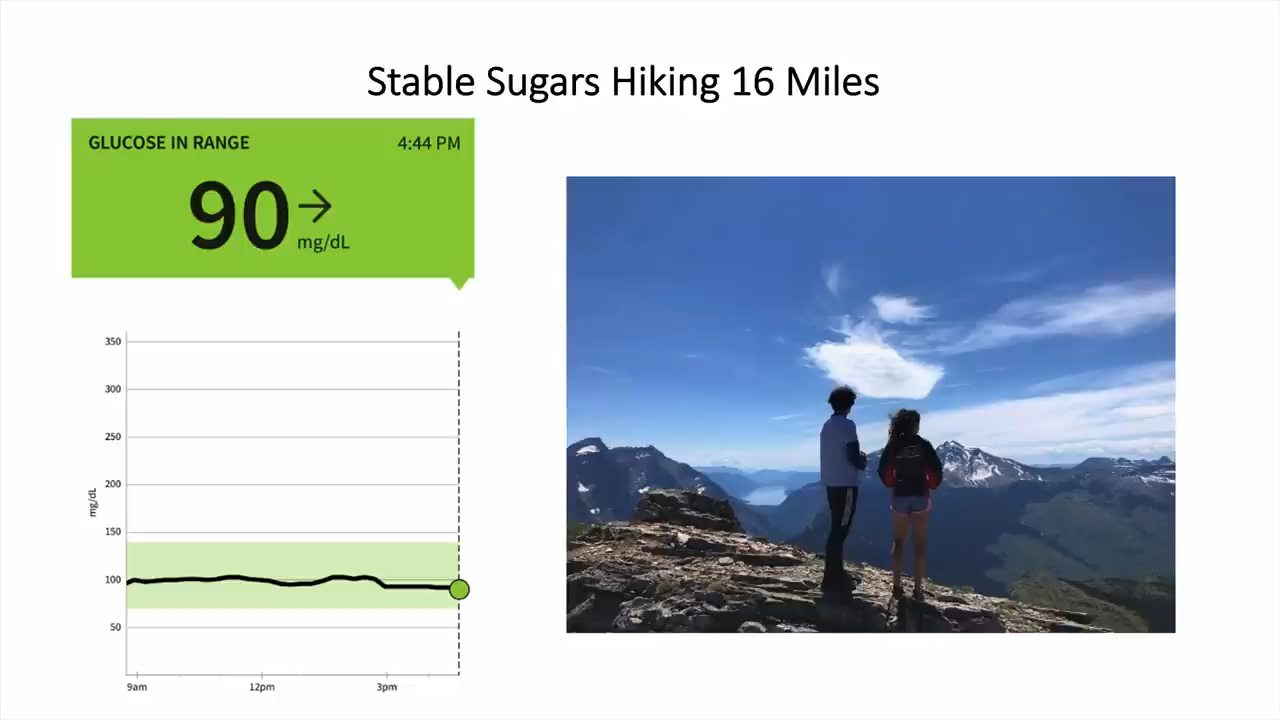 Stable Sugars Hiking 16 Miles
GLUCOSE IN RANGE 4:44 PM
90→
mg/dL
350
300
250
200
mg/dL
150
100
50
9am 12pm 3pm